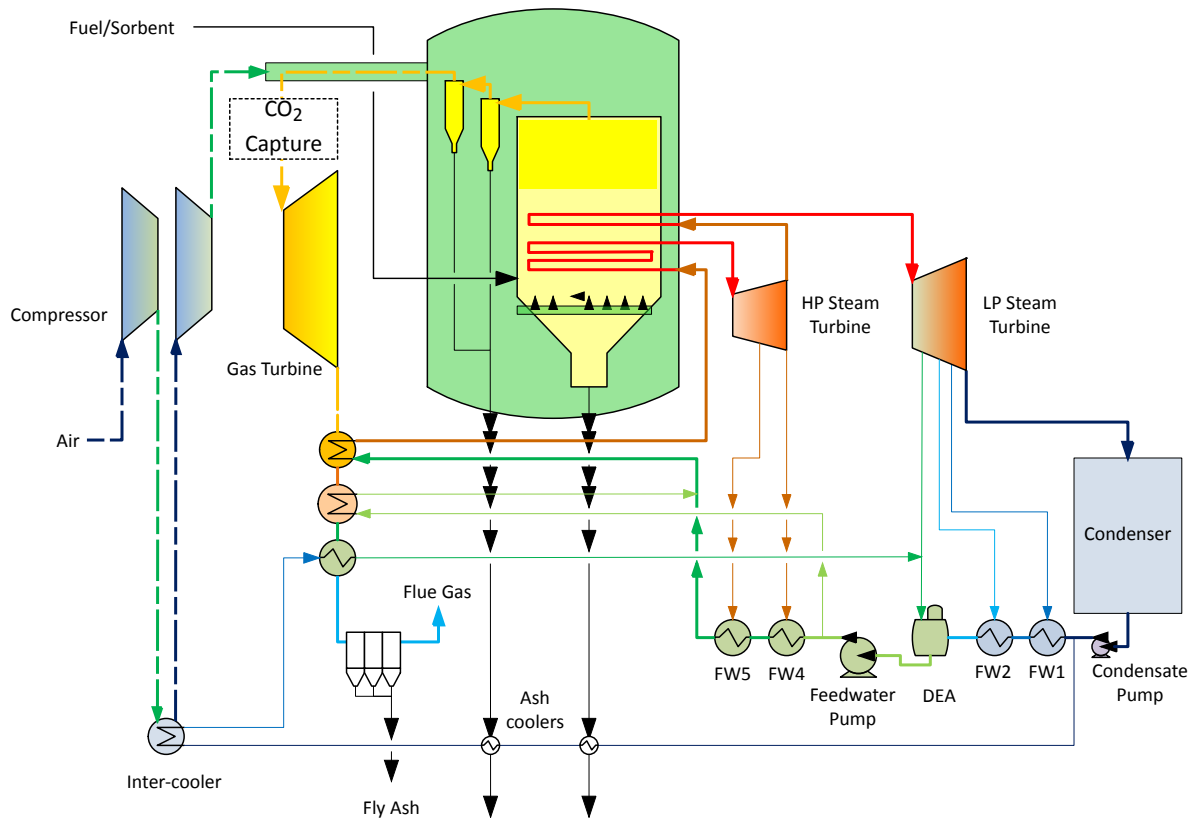 Fuel/Sorbent
CO2
Capture
Compressor
Gas Turbine
HP Steam
Turbine
LP Steam
Turbine
Air
Condenser
Flue Gas
FW5
FW4
Feedwater
Pump
DEA
FW2
FW1
Condensate
Pump
Ash
coolers
Inter-cooler
Fly Ash